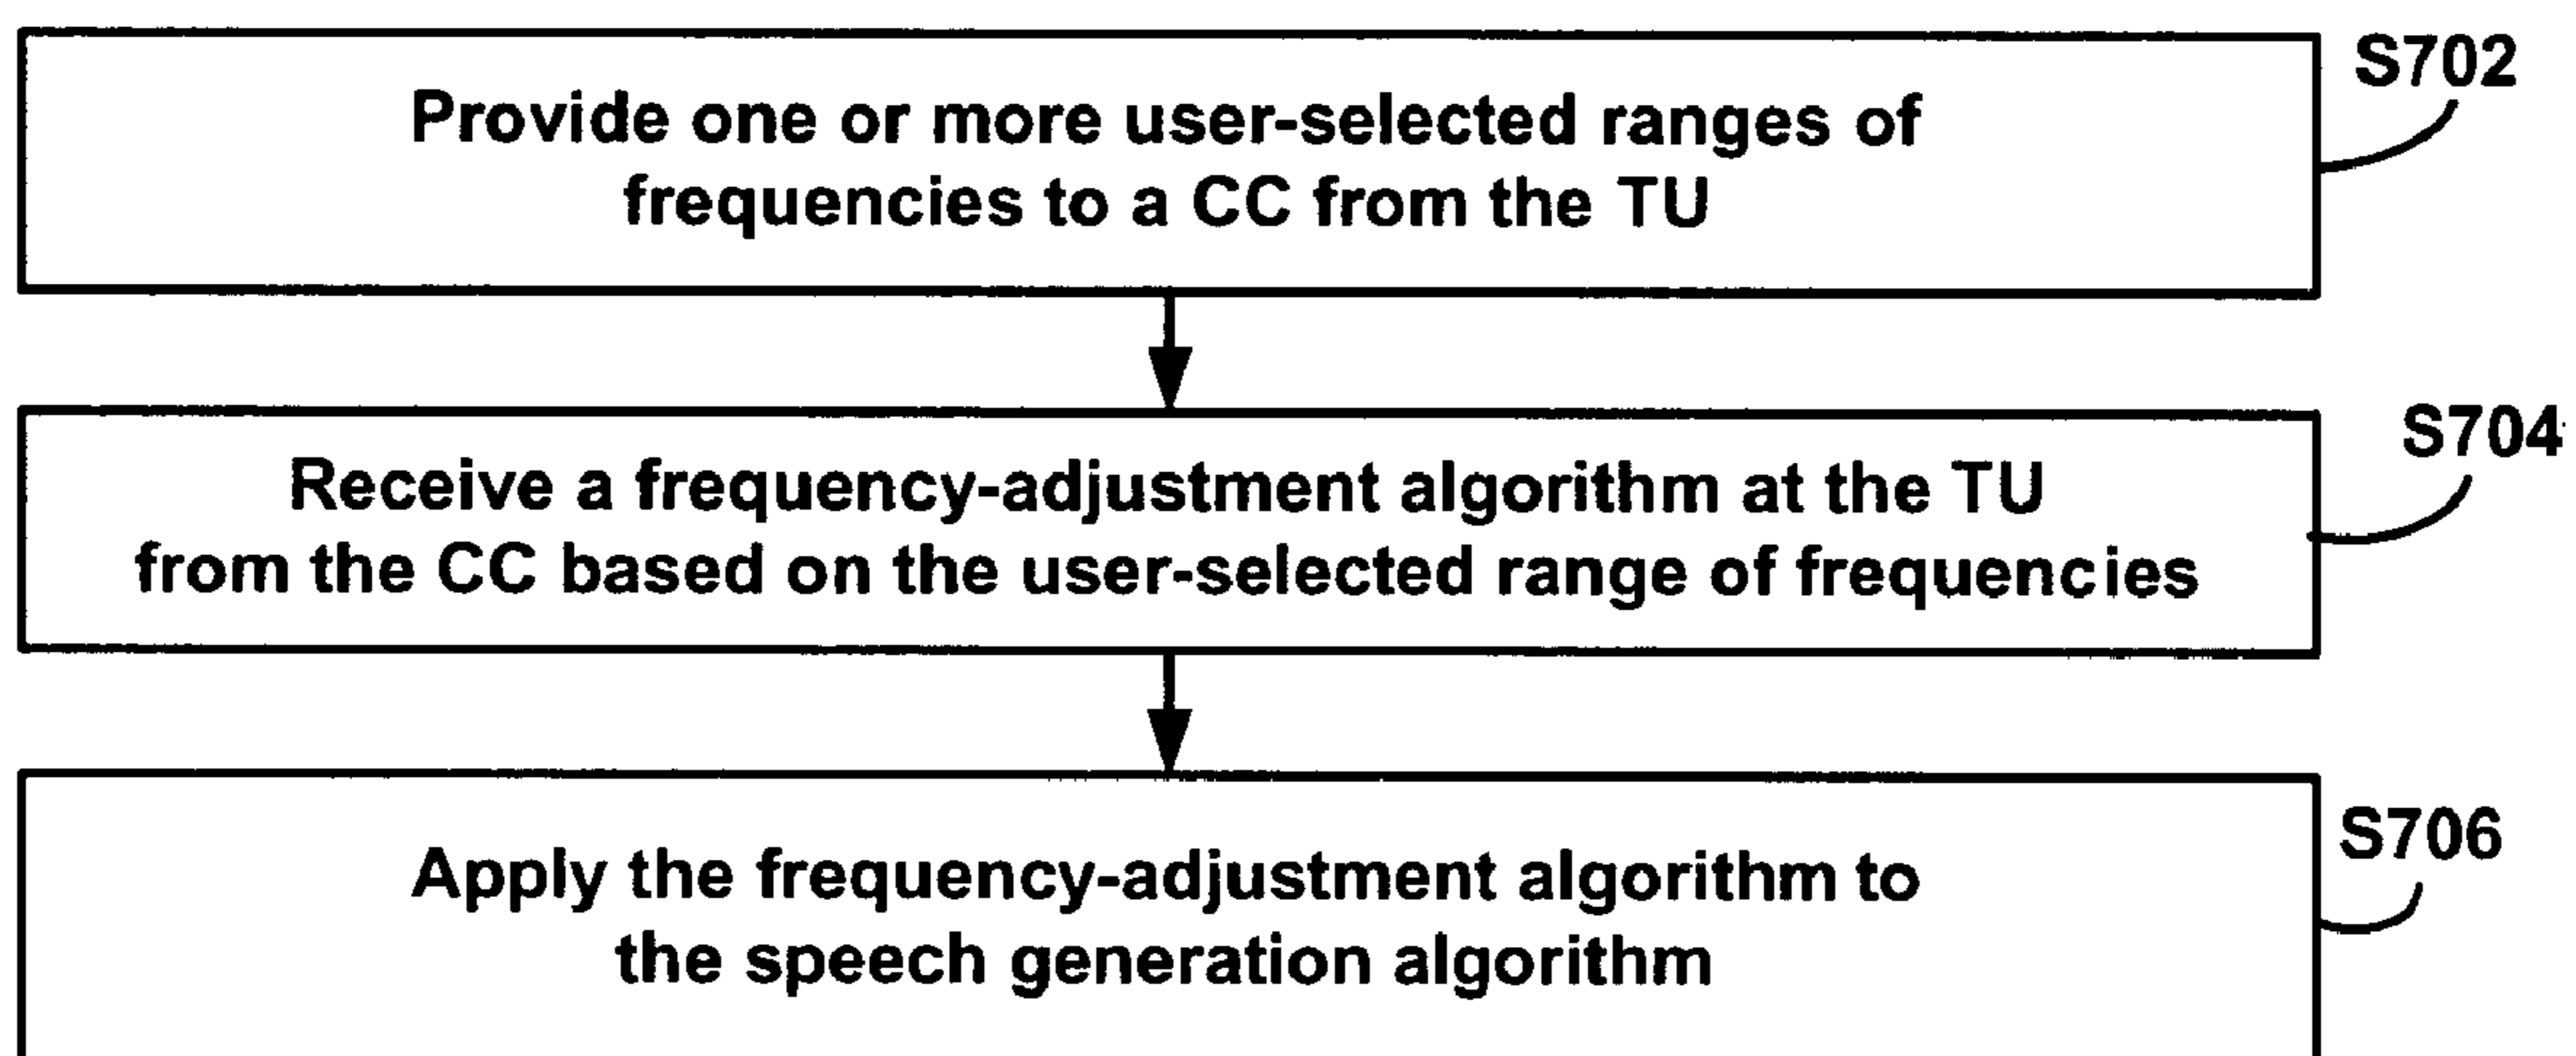 Provide one or more user-selected ranges of
frequencies to a CC from the TU
S702
Receive a frequency-adjustment algorithm at the TU
from the CC based on the user-selected range of frequencies
S704
Apply the frequency-adjustment algorithm to
the speech generation algorithm
S706